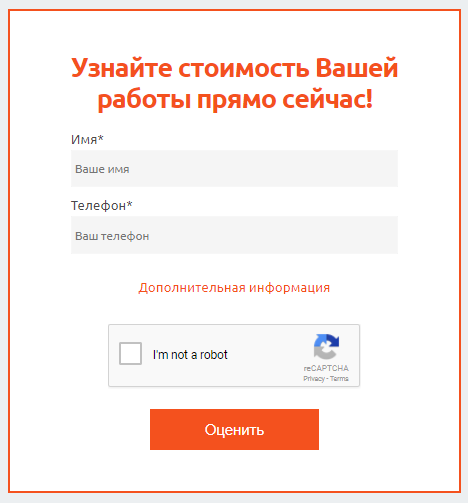 Узнайте стоимость Вашей
работы прямо сейчас!
Имя*
Ваше имя
Телефон*
Ваш телефон
Дополнительная информация
I'm not a robot
reCAPTCHA
Privacy - Terms
Оценить